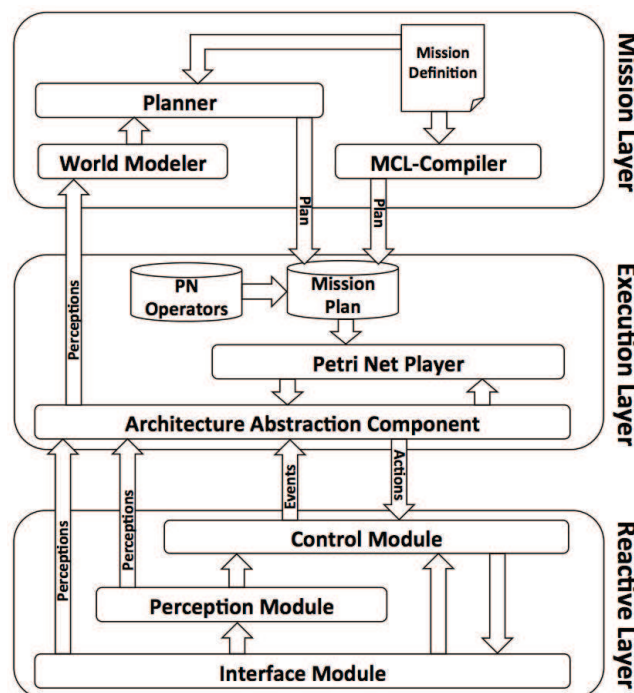 Mission
Definition
Planner
World Modeler
MCL-Compiler
Mission Layer
Plan
Plan
Perceptions
PN
Operators
Mission
Plan
Petri Net Player
Architecture Abstraction Component
Execution Layer
Perceptions
Perceptions
Events
Actions
Control Module
Perception Module
Interface Module
Reactive Layer